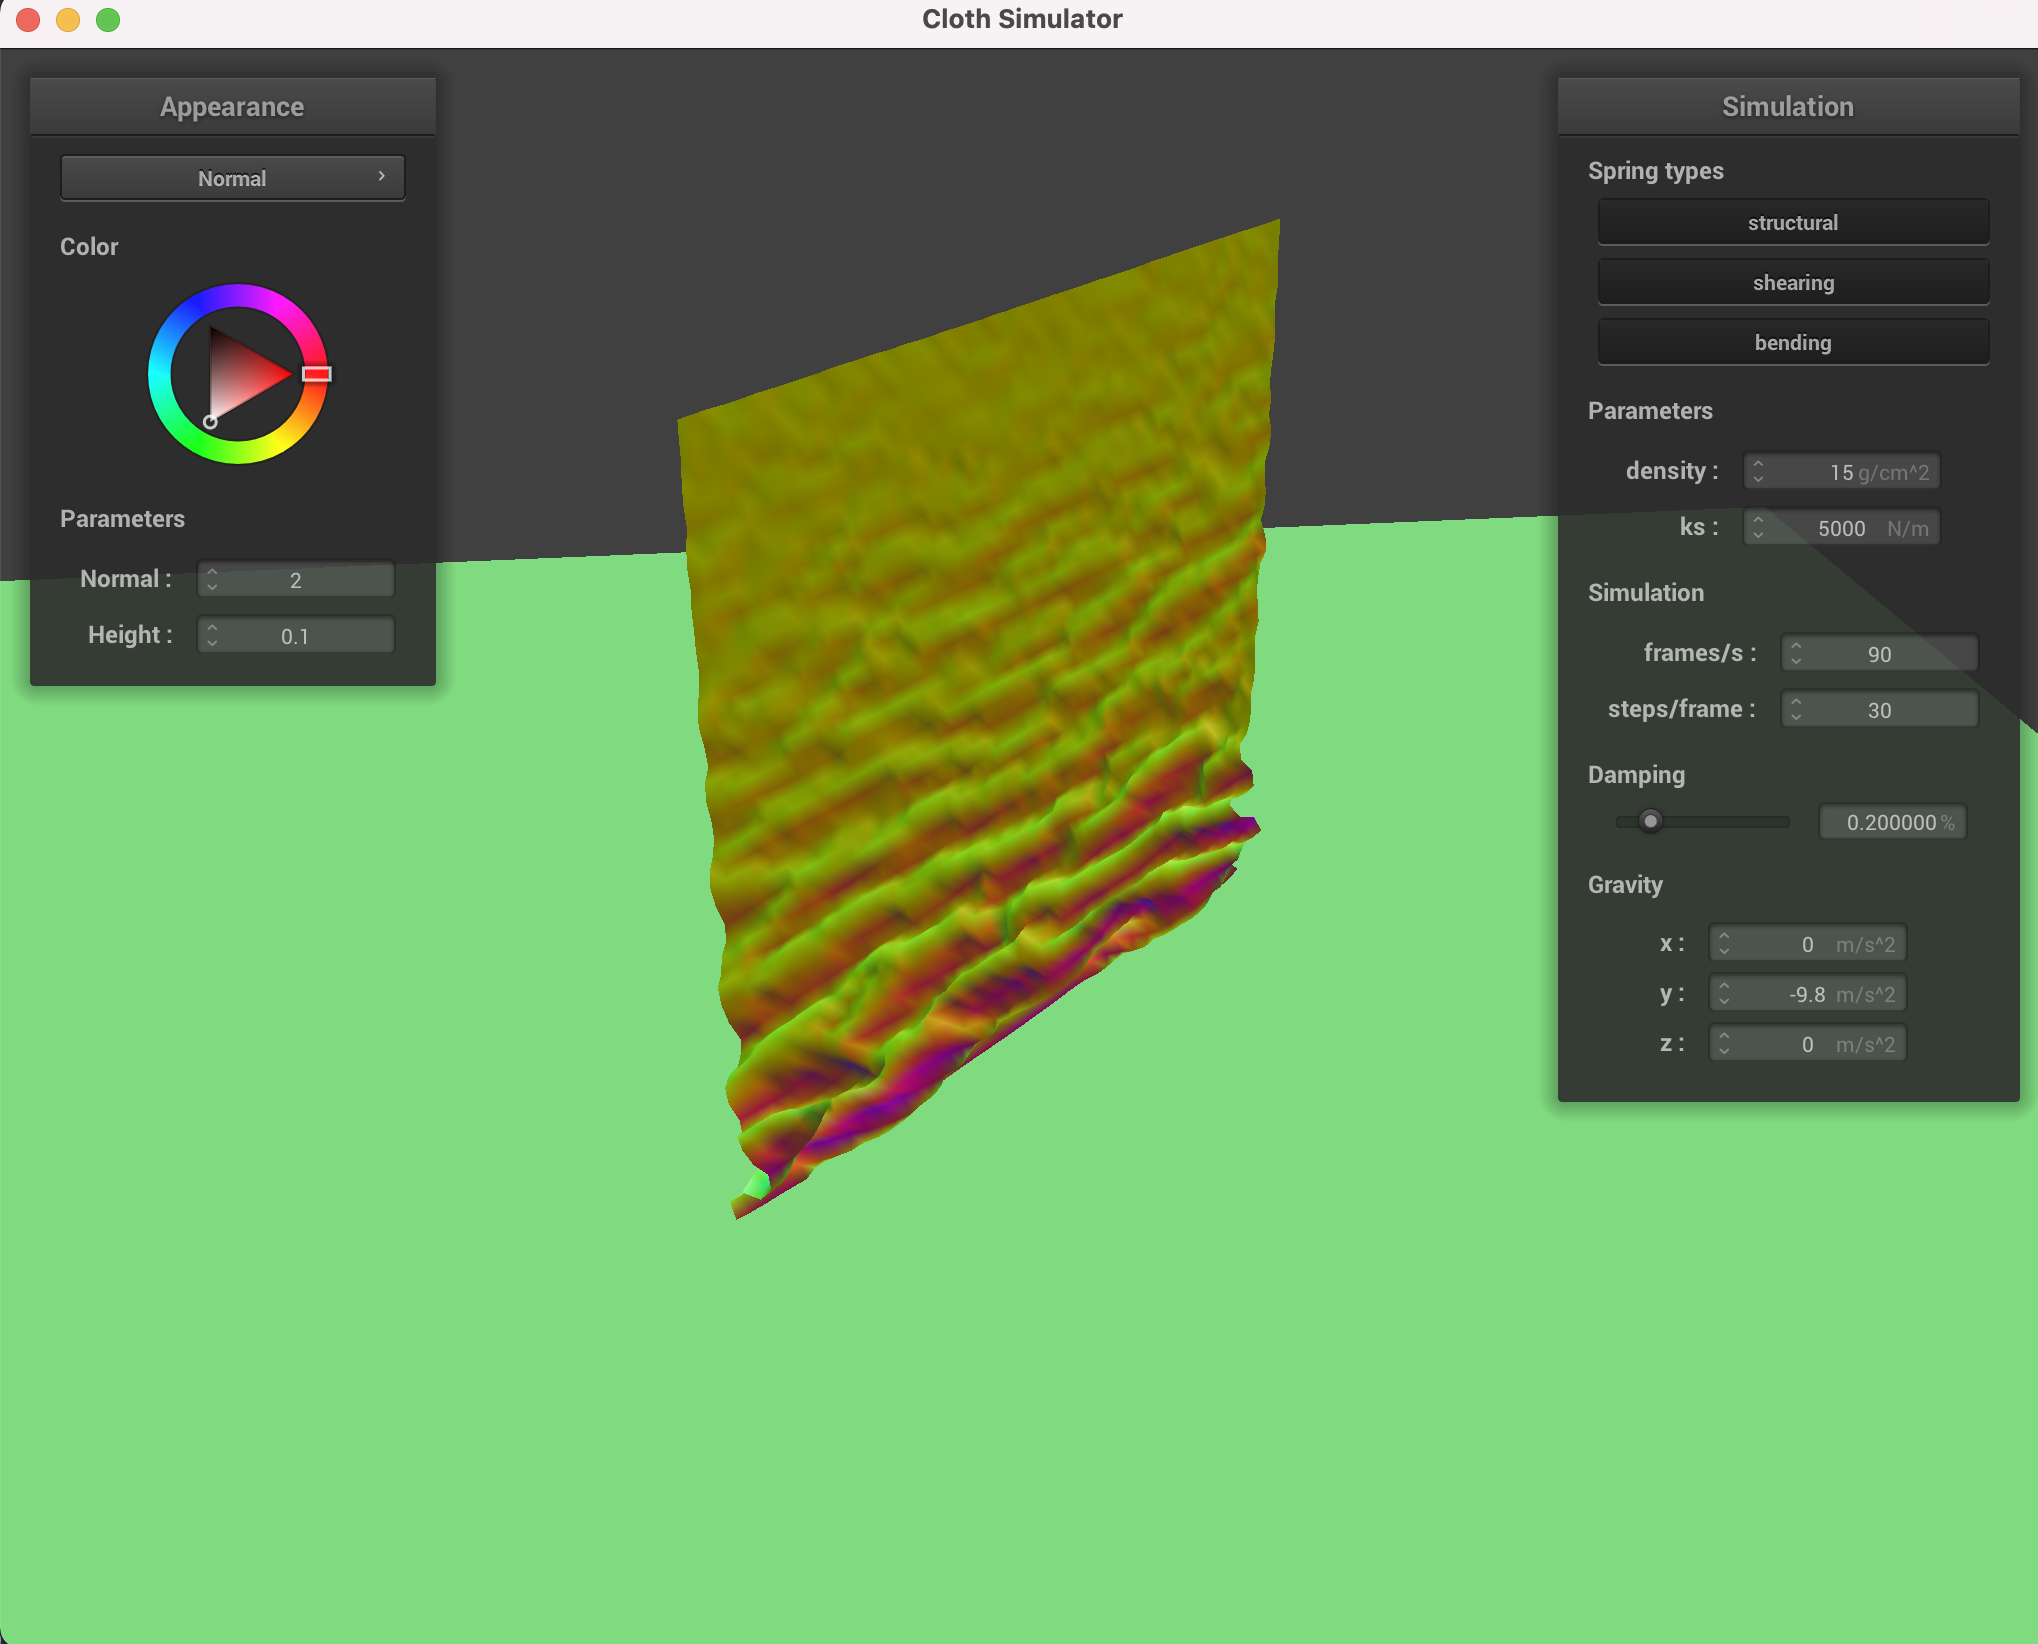 Cloth Simulator
Appearance
Normal
Color
Parameters
Normal : 2
Height : 0.1
Simulation
Spring types
structural
shearing
bending
Parameters
density : 15 g/cm^2
ks : 5000 N/m
Simulation
frames/s : 90
steps/frame : 30
Damping
0.200000 %
Gravity
x : 0 m/s^2
y : -9.8 m/s^2
z : 0 m/s^2